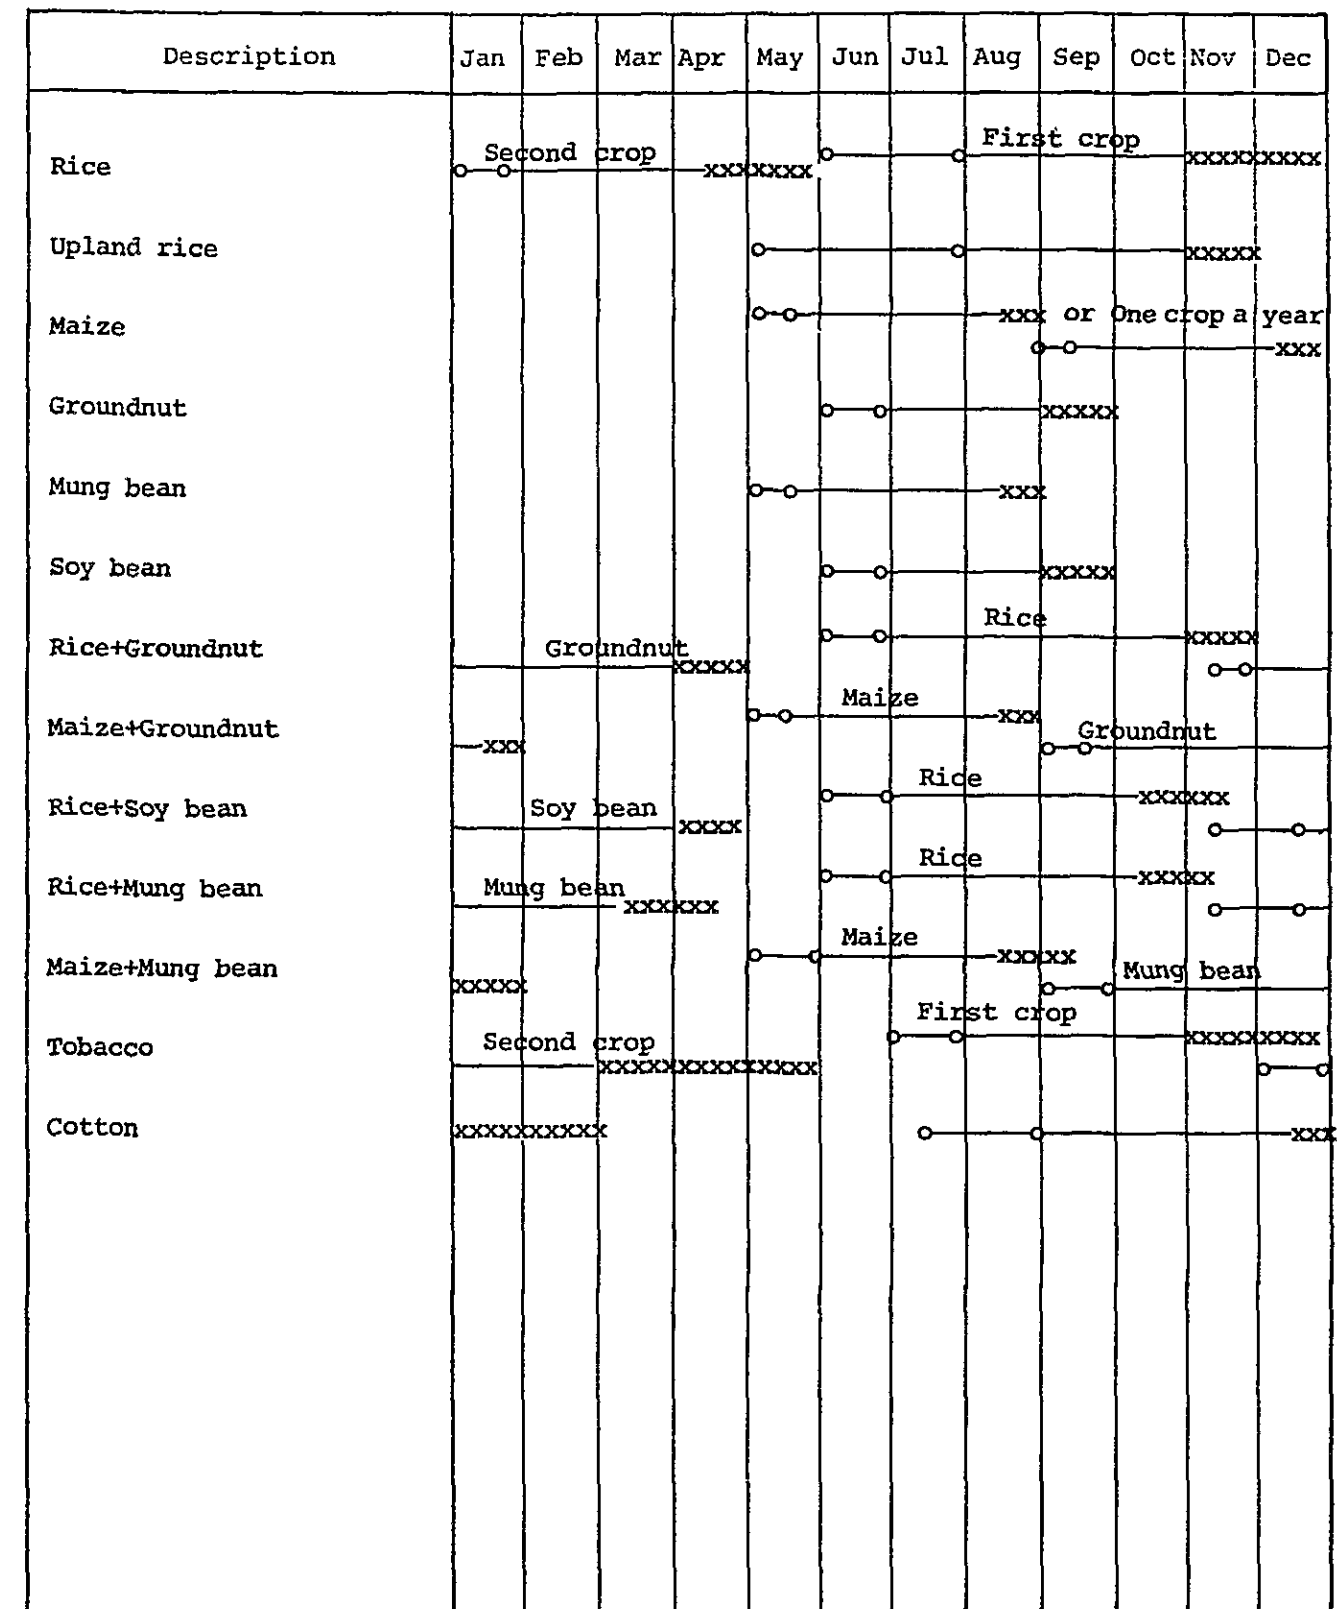 Description Jan Feb Mar Apr May Jun Jul Aug Sep Oct Nov Dec
First crop
Rice Second crop xxxxxxxxx
xxxxxxx
Upland rice xxxxx
Maize xxx or One crop a year
xxx
Groundnut xxxxx
Mung bean xxx
Soy bean xxxxx
Rice
Rice+Groundnut Groundnut xxxxx
xxxxx
Maize
Maize+Groundnut xxx
xxx Groundnut
Rice
Rice+Soy bean Soy bean xxxxxx
xxxx
Rice
Rice+Mung bean Mung bean xxxxx
xxxxxx
Maize
Maize+Mung bean xxxxx
xxxxx Mung bean
First crop
Tobacco Second crop xxxxxxxxx
xxxxxxxxxxxxxxx
Cotton xxxxxxxxxx xxx